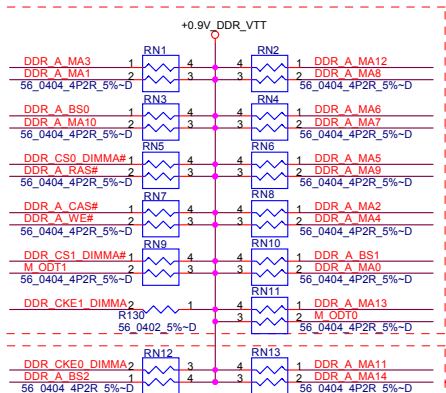 +0.9V_DDR_VTT
RN1 RN2
DDR_A_MA3 1 4 4 1 DDR_A_MA12
DDR_A_MA1 2 3 3 2 DDR_A_MA8
56_0404_4P2R_5%~D 56_0404_4P2R_5%~D
RN3 RN4
DDR_A_BS0 1 4 4 1 DDR_A_MA6
DDR_A_MA10 2 3 3 2 DDR_A_MA7
56_0404_4P2R_5%~D 56_0404_4P2R_5%~D
RN5 RN6
DDR_CS0_DIMMA# 1 4 4 1 DDR_A_MA5
DDR_A_RAS# 2 3 3 2 DDR_A_MA9
56_0404_4P2R_5%~D 56_0404_4P2R_5%~D
RN7 RN8
DDR_A_CAS# 1 4 4 1 DDR_A_MA2
DDR_A_WE# 2 3 3 2 DDR_A_MA4
56_0404_4P2R_5%~D 56_0404_4P2R_5%~D
RN9 RN10
DDR_CS1_DIMMA# 1 4 4 1 DDR_A_BS1
M_ODT1 2 3 3 2 DDR_A_MA0
56_0404_4P2R_5%~D 56_0404_4P2R_5%~D
RN11
DDR_CKE1_DIMMA 2 1 4 1 DDR_A_MA13
R130 3 2 M_ODT0
56_0402_5%~D 56_0404_4P2R_5%~D
RN12 RN13
DDR_CKE0_DIMMA 2 3 4 1 DDR_A_MA11
DDR_A_BS2 1 4 3 2 DDR_A_MA14
56_0404_4P2R_5%~D 56_0404_4P2R_5%~D